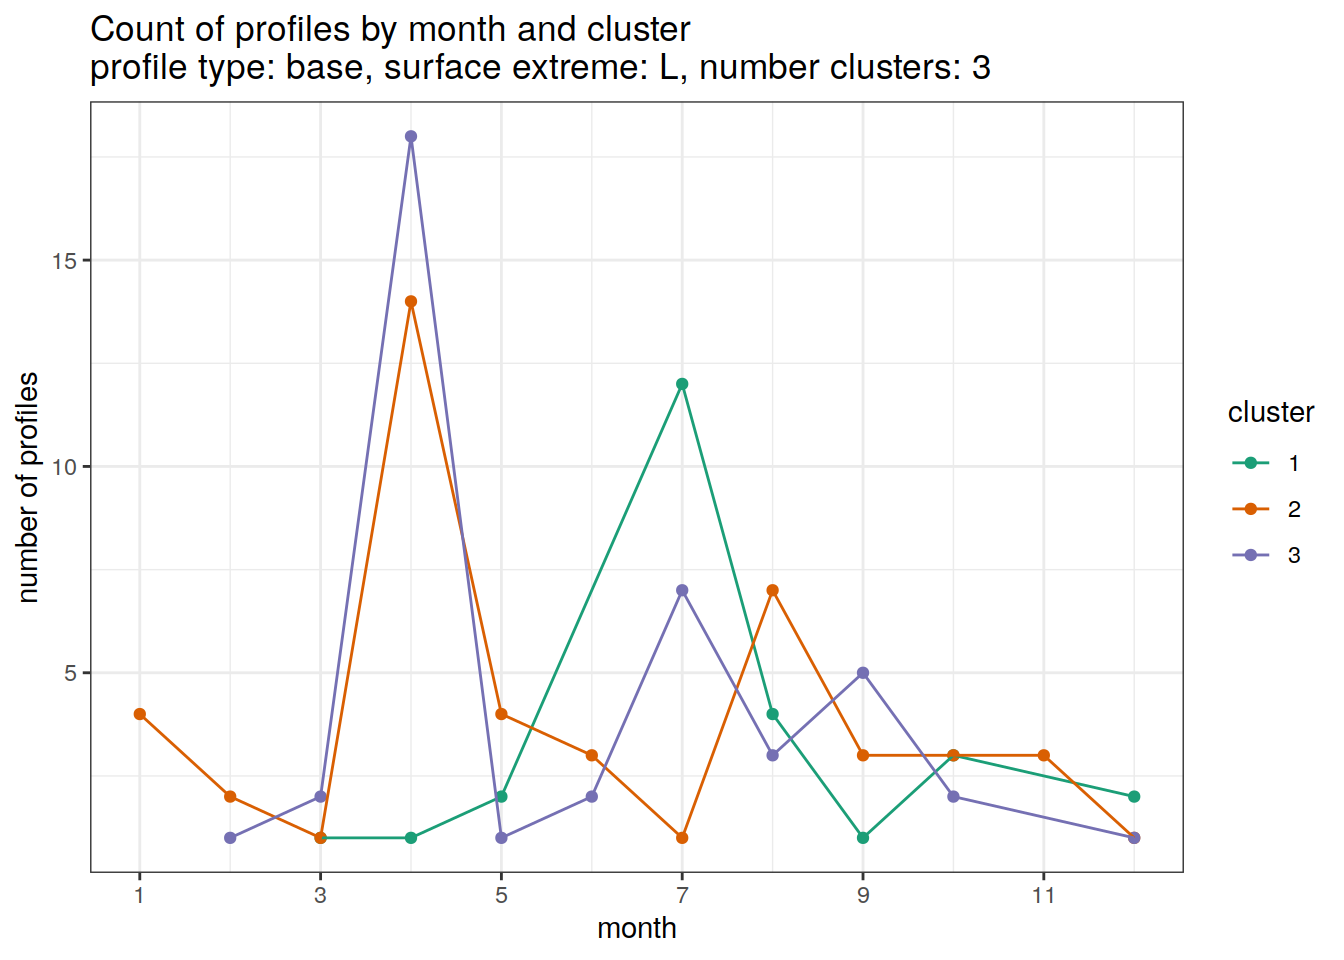 Count of profiles by month and cluster
profile type: base, surface extreme: L, number clusters: 3
15
10
5
number of profiles
1 3 5 7 9 11
month
cluster
1
2
3